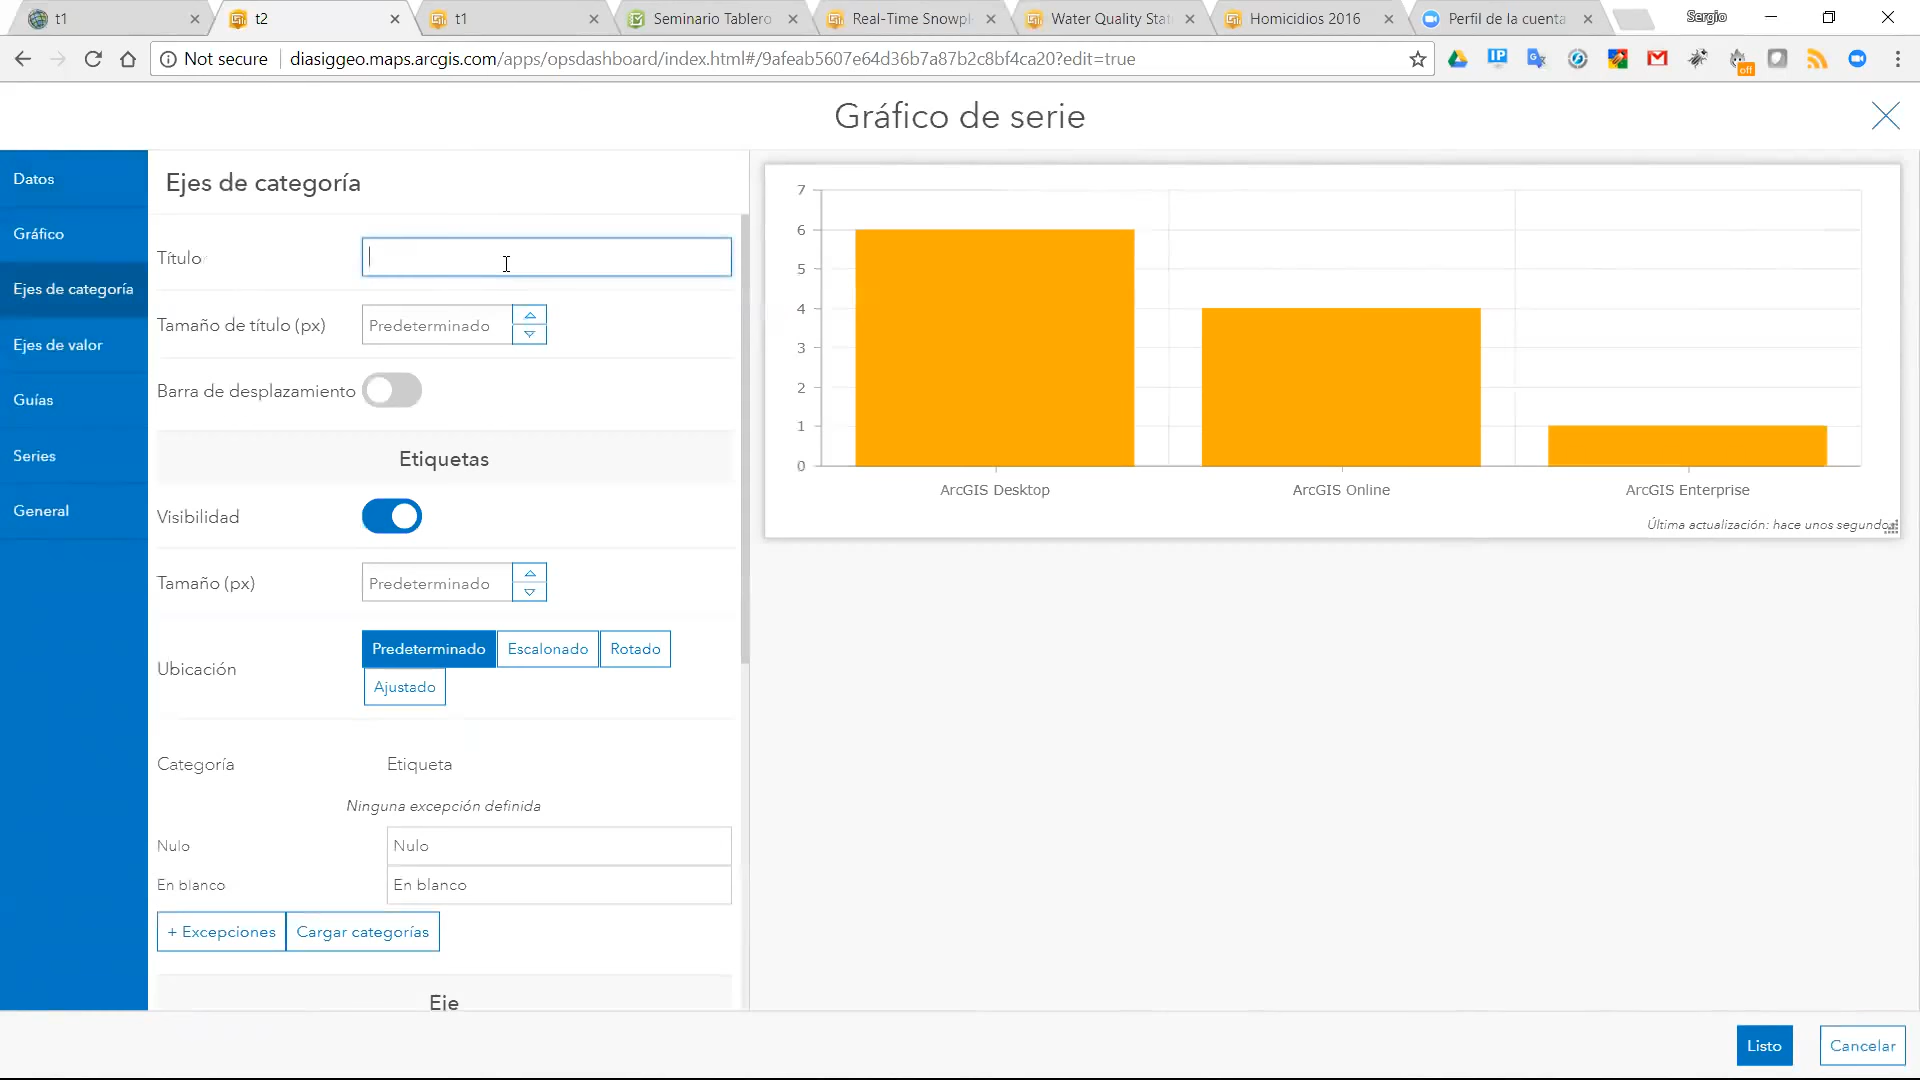 t1
t2
t1
Seminario Tablero
Real-Time Snowpl
Water Quality Stat
Homicidios 2016
Perfil de la cuenta
Sergio
Not secure
diasiggeo.maps.arcgis.com/apps/opsdashboard/index.html#/9afeab5607e64d36b7a87b2c8bf4ca20?edit=true
IP
off
Gráfico de serie
Datos
Gráfico
Ejes de categoría
Ejes de valor
Guías
Series
General
Ejes de categoría
Título
Tamaño de título (px)
Predeterminado
Barra de desplazamiento
Etiquetas
Visibilidad
Tamaño (px)
Predeterminado
Ubicación
Predeterminado
Escalonado
Rotado
Ajustado
Categoría
Etiqueta
Ninguna excepción definida
Nulo
Nulo
En blanco
En blanco
+ Excepciones
Cargar categorías
Eje
7
6
5
4
3
2
1
0
ArcGIS Desktop
ArcGIS Online
ArcGIS Enterprise
Última actualización: hace unos segundos
Listo
Cancelar